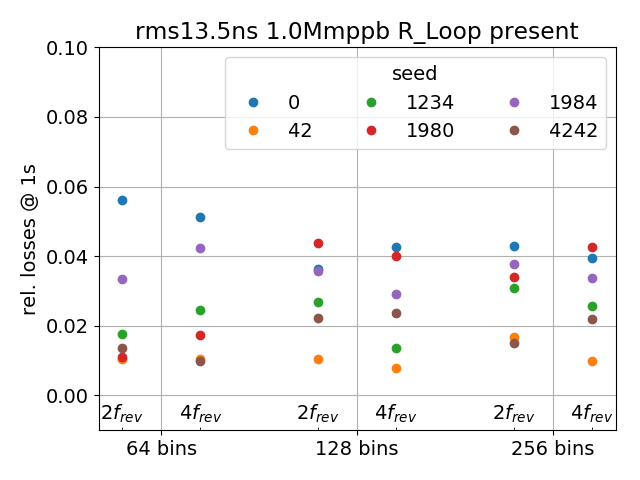 rms13.5ns 1.0Mmppb R_Loop present
0.10
0.08
0.06
0.04
0.02
0.00
rel. losses @ 1s
seed
0 1234 1984
42 1980 4242
2f_rev 4f_rev 2f_rev 4f_rev 2f_rev 4f_rev
64 bins 128 bins 256 bins